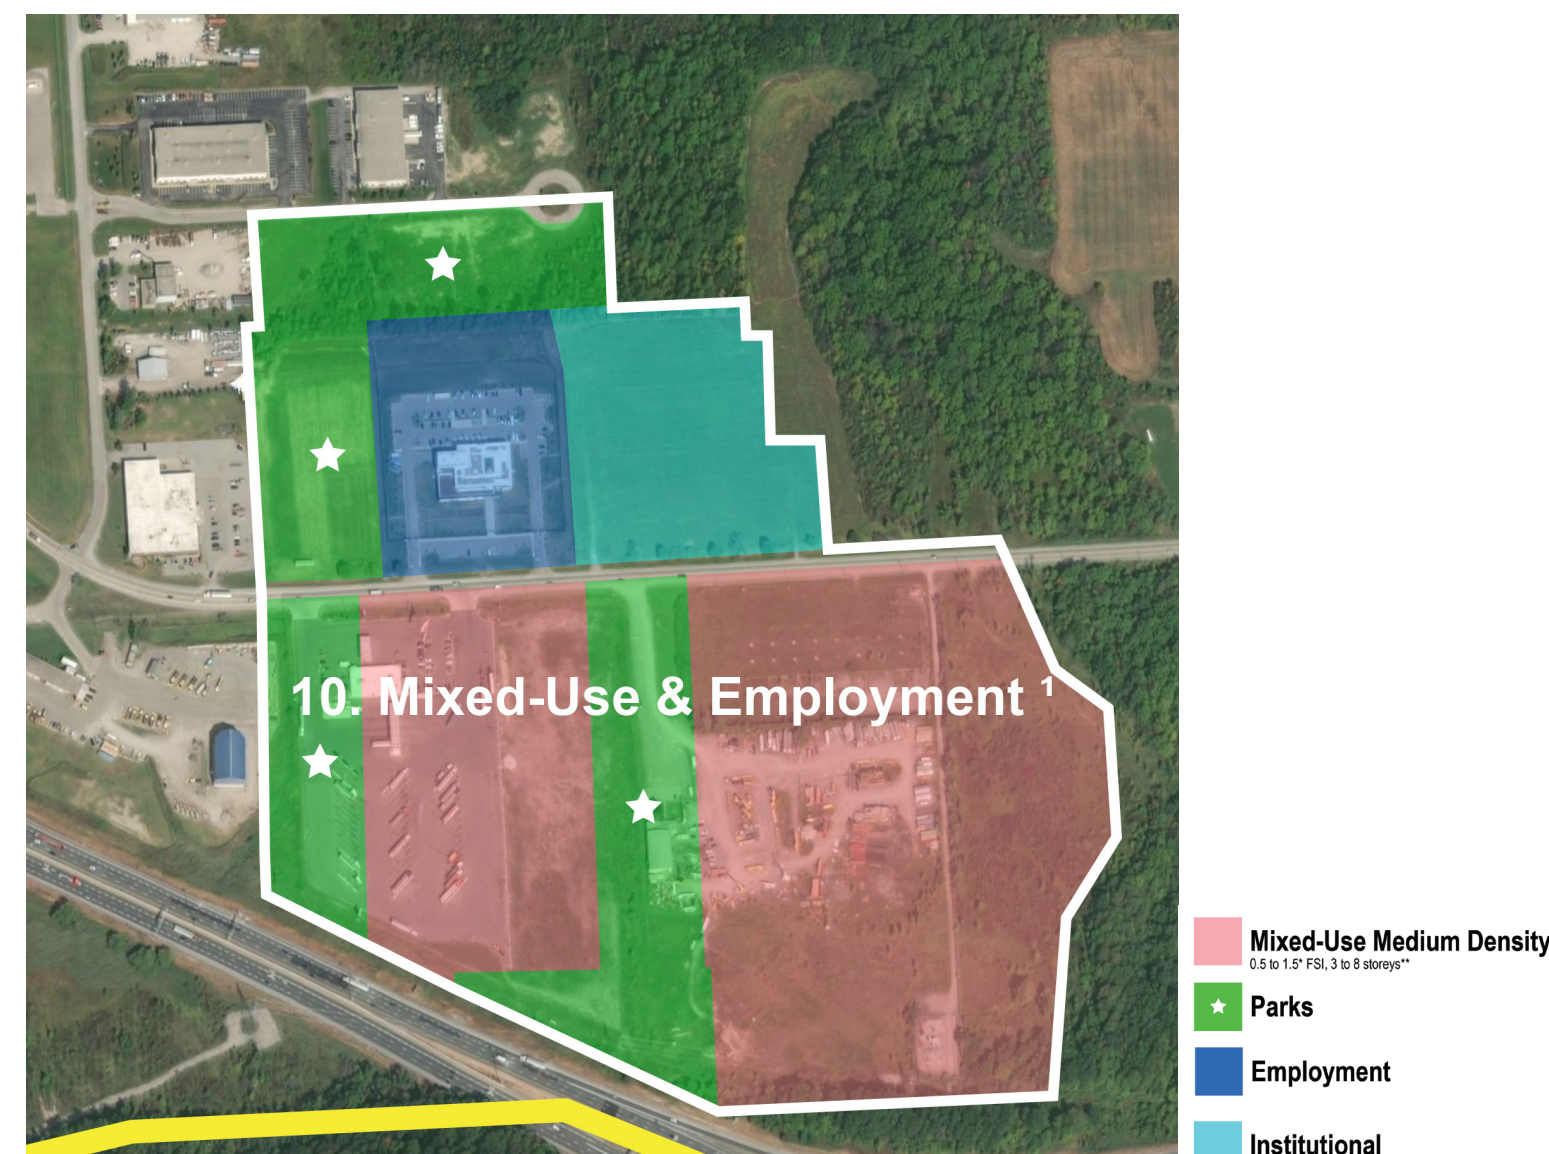 10. Mixed-Use & Employment ¹
Mixed-Use Medium Density
0.5 to 1.5* FSI, 3 to 8 storeys**
Parks
Employment
Institutional